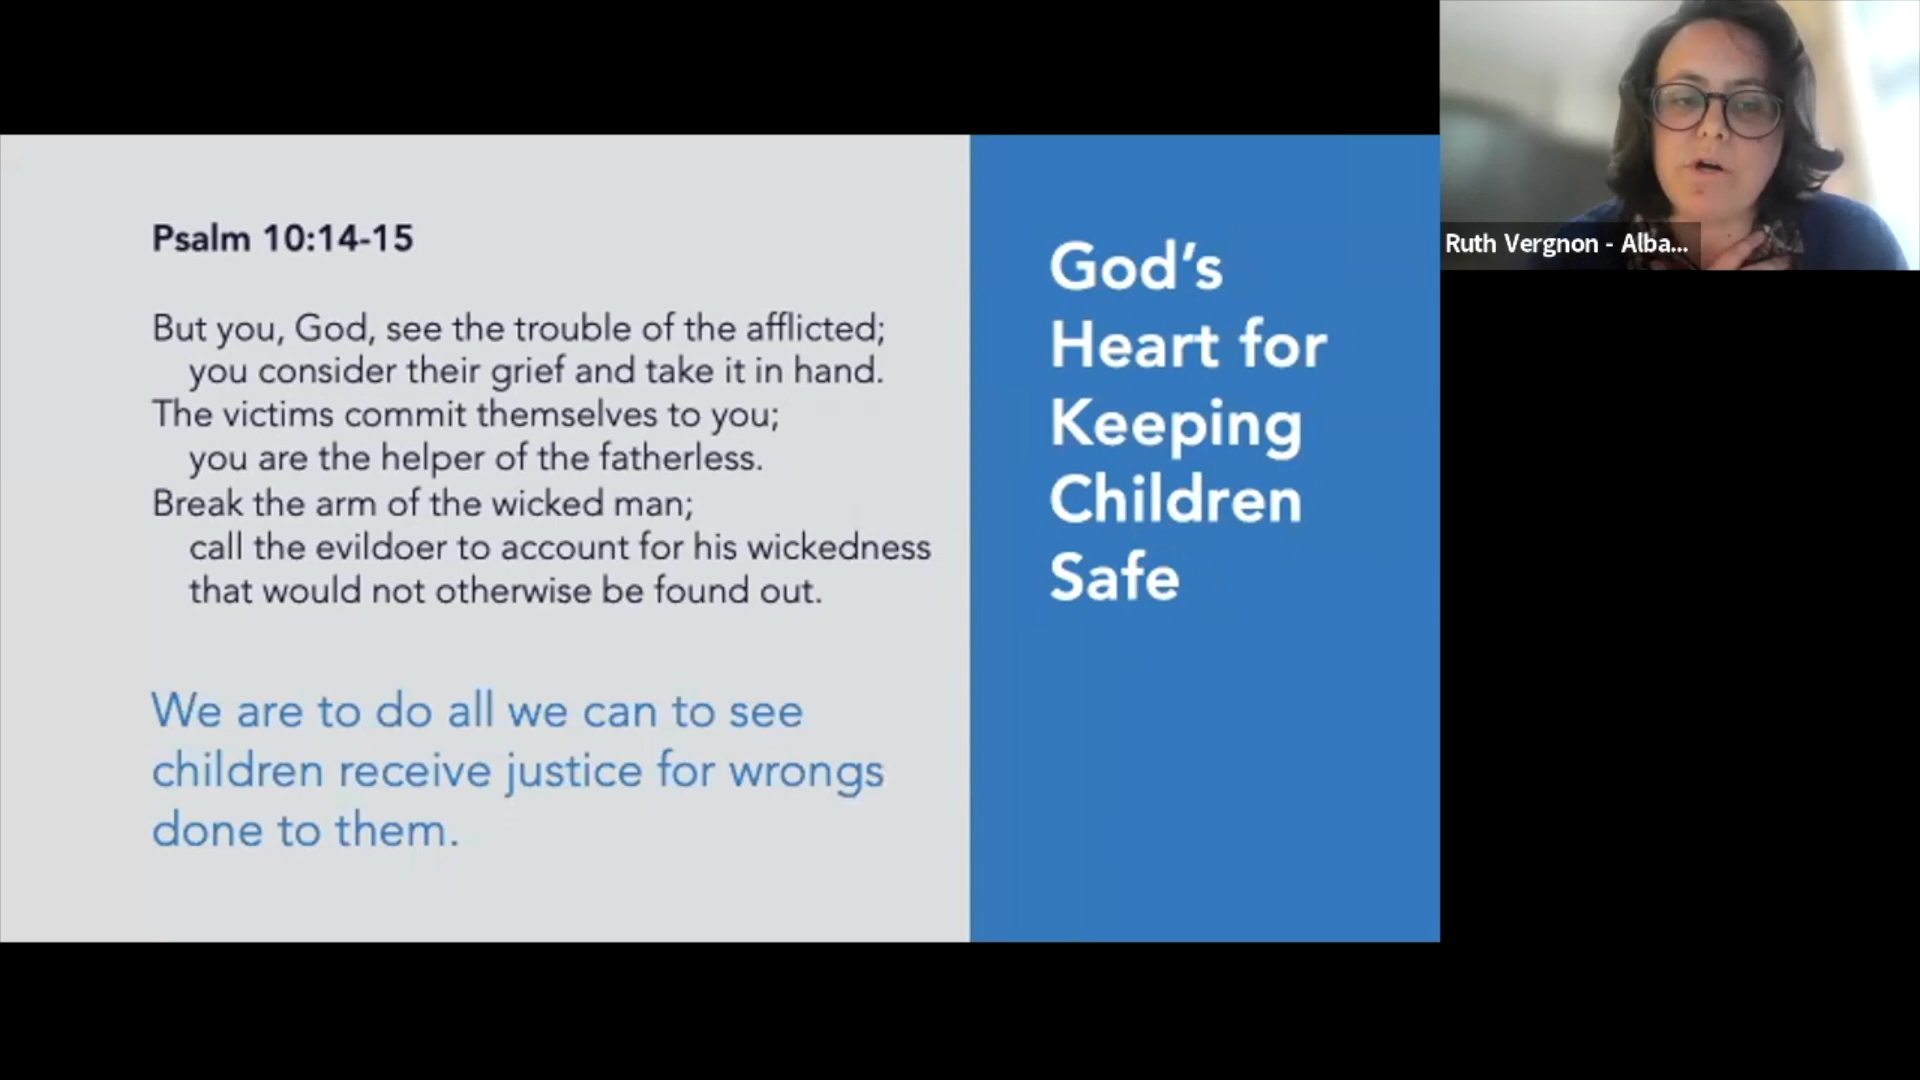 Psalm 10:14-15
But you, God, see the trouble of the afflicted;
you consider their grief and take it in hand.
The victims commit themselves to you;
you are the helper of the fatherless.
Break the arm of the wicked man;
call the evildoer to account for his wickedness
that would not otherwise be found out.
We are to do all we can to see
children receive justice for wrongs
done to them.
God’s
Heart for
Keeping
Children
Safe
Ruth Vergnon - Alba...